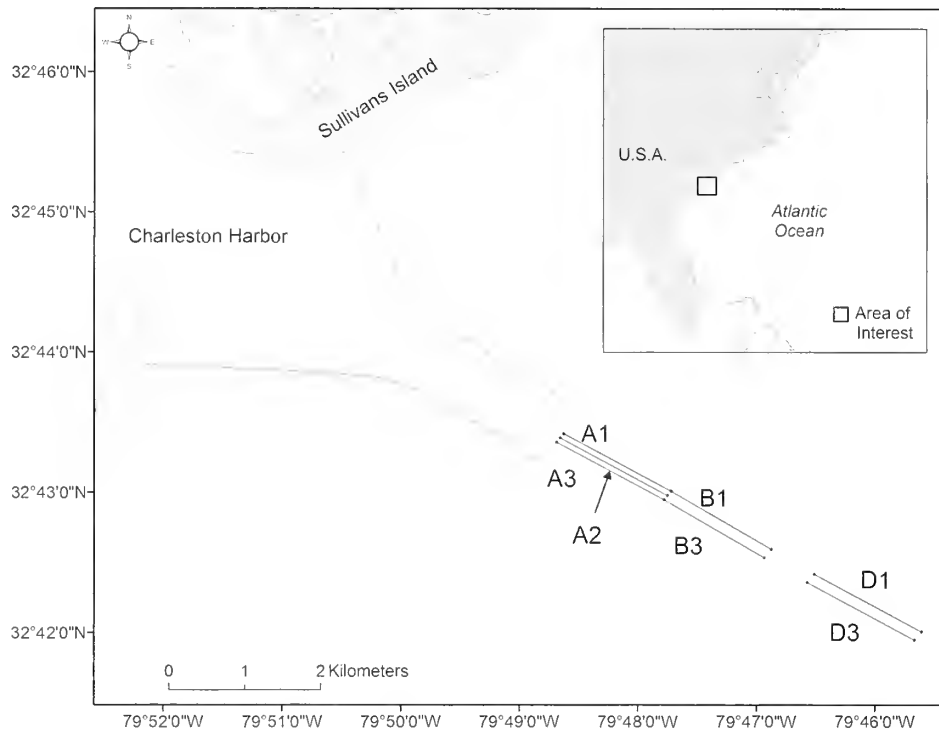 N
W E
S
32°46'0"N
32°45'0"N
32°44'0"N
32°43'0"N
32°42'0"N
Sullivans Island
Charleston Harbor
U.S.A.
Atlantic
Ocean
Area of
Interest
A1
A3
A2
B1
B3
D1
D3
0 1 2 Kilometers
79°52'0"W 79°51'0"W 79°50'0"W 79°49'0"W 79°48'0"W 79°47'0"W 79°46'0"W